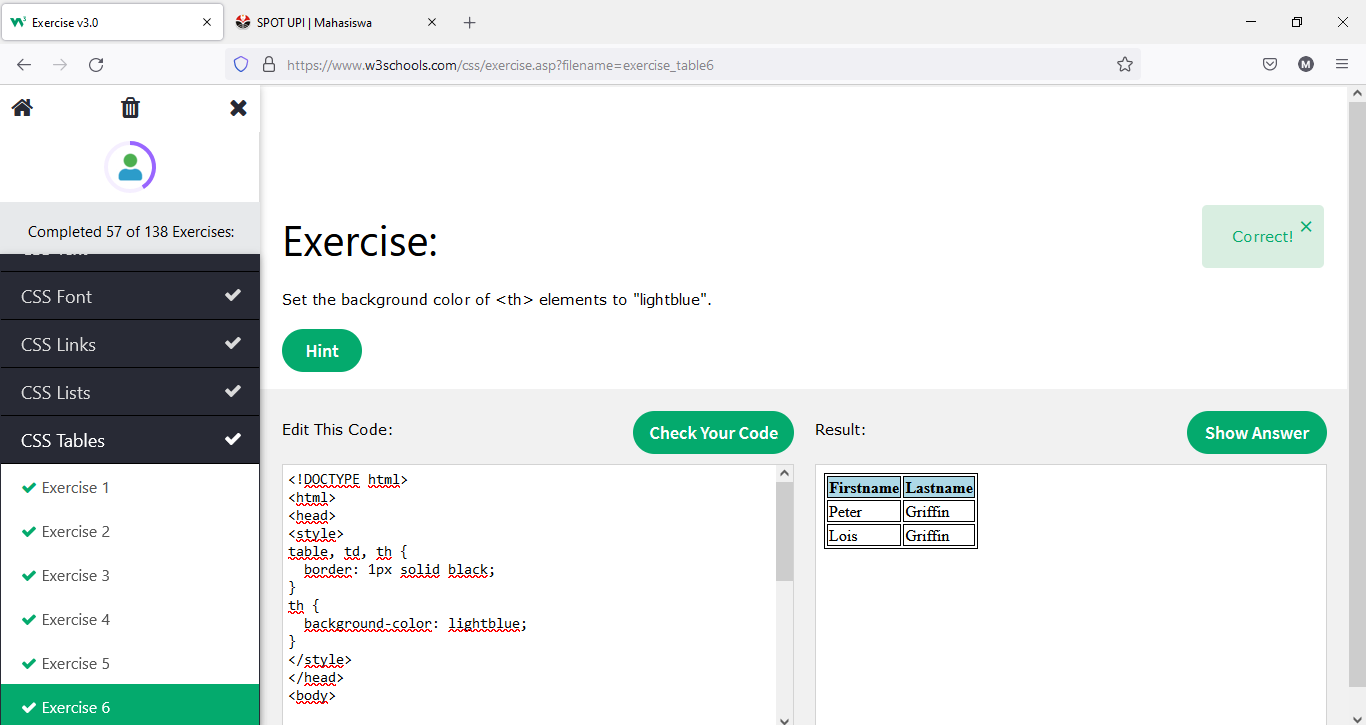 Exercise v3.0
SPOT UPI | Mahasiswa
https://www.w3schools.com/css/exercise.asp?filename=exercise_table6
M
Completed 57 of 138 Exercises:
CSS Font
CSS Links
CSS Lists
CSS Tables
Exercise 1
Exercise 2
Exercise 3
Exercise 4
Exercise 5
Exercise 6
Exercise:
Correct!
Set the background color of <th> elements to "lightblue".
Hint
Edit This Code:
Check Your Code
<!DOCTYPE html>
<html>
<head>
<style>
table, td, th {
  border: 1px solid black;
}
th {
  background-color: lightblue;
}
</style>
</head>
<body>
Result:
Show Answer
Firstname Lastname
Peter Griffin
Lois Griffin